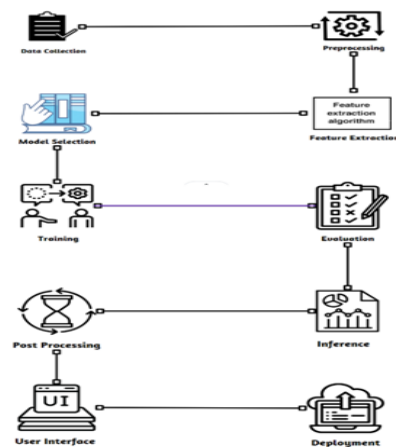 Data Collection
Preprocessing
Feature
extraction
algorithm
Model Selection
Feature Extraction
Training
Evaluation
Post Processing
Inference
UI
User Interface
Deployment